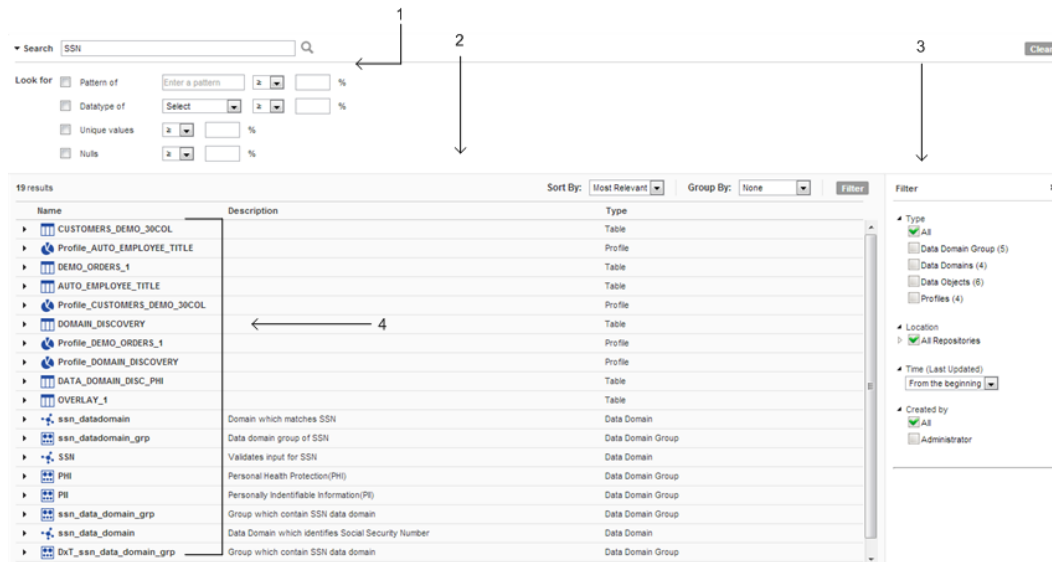 1
2
3
Search SSN
Clear
Look for Pattern of Enter a pattern ≥ %
Datatype of Select ≥ %
Unique values ≥ %
Nulls ≥ %
19 results Sort By: Most Relevant Group By: None Filter
Name Description Type
CUSTOMERS_DEMO_30COL Table
Profile_AUTO_EMPLOYEE_TITLE Profile
DEMO_ORDERS_1 Table
AUTO_EMPLOYEE_TITLE Table
Profile_CUSTOMERS_DEMO_30COL Profile
DOMAIN_DISCOVERY 4 Table
Profile_DEMO_ORDERS_1 Profile
Profile_DOMAIN_DISCOVERY Profile
DATA_DOMAIN_DISC_PHI Table
OVERLAY_1 Table
ssn_datadomain Domain which matches SSN Data Domain
ssn_datadomain_grp Data domain group of SSN Data Domain Group
SSN Validates input for SSN Data Domain
PHI Personal Health Protection(PHI) Data Domain Group
PII Personally Indentifiable Information(PII) Data Domain Group
ssn_data_domain_grp Group which contain SSN data domain Data Domain Group
ssn_data_domain Data Domain which identifies Social Security Number Data Domain
DxT_ssn_data_domain_grp Group which contain SSN data domain Data Domain Group
Filter
Type
All
Data Domain Group (5)
Data Domains (4)
Data Objects (6)
Profiles (4)
Location
All Repositories
Time (Last Updated)
From the beginning
Created by
All
Administrator